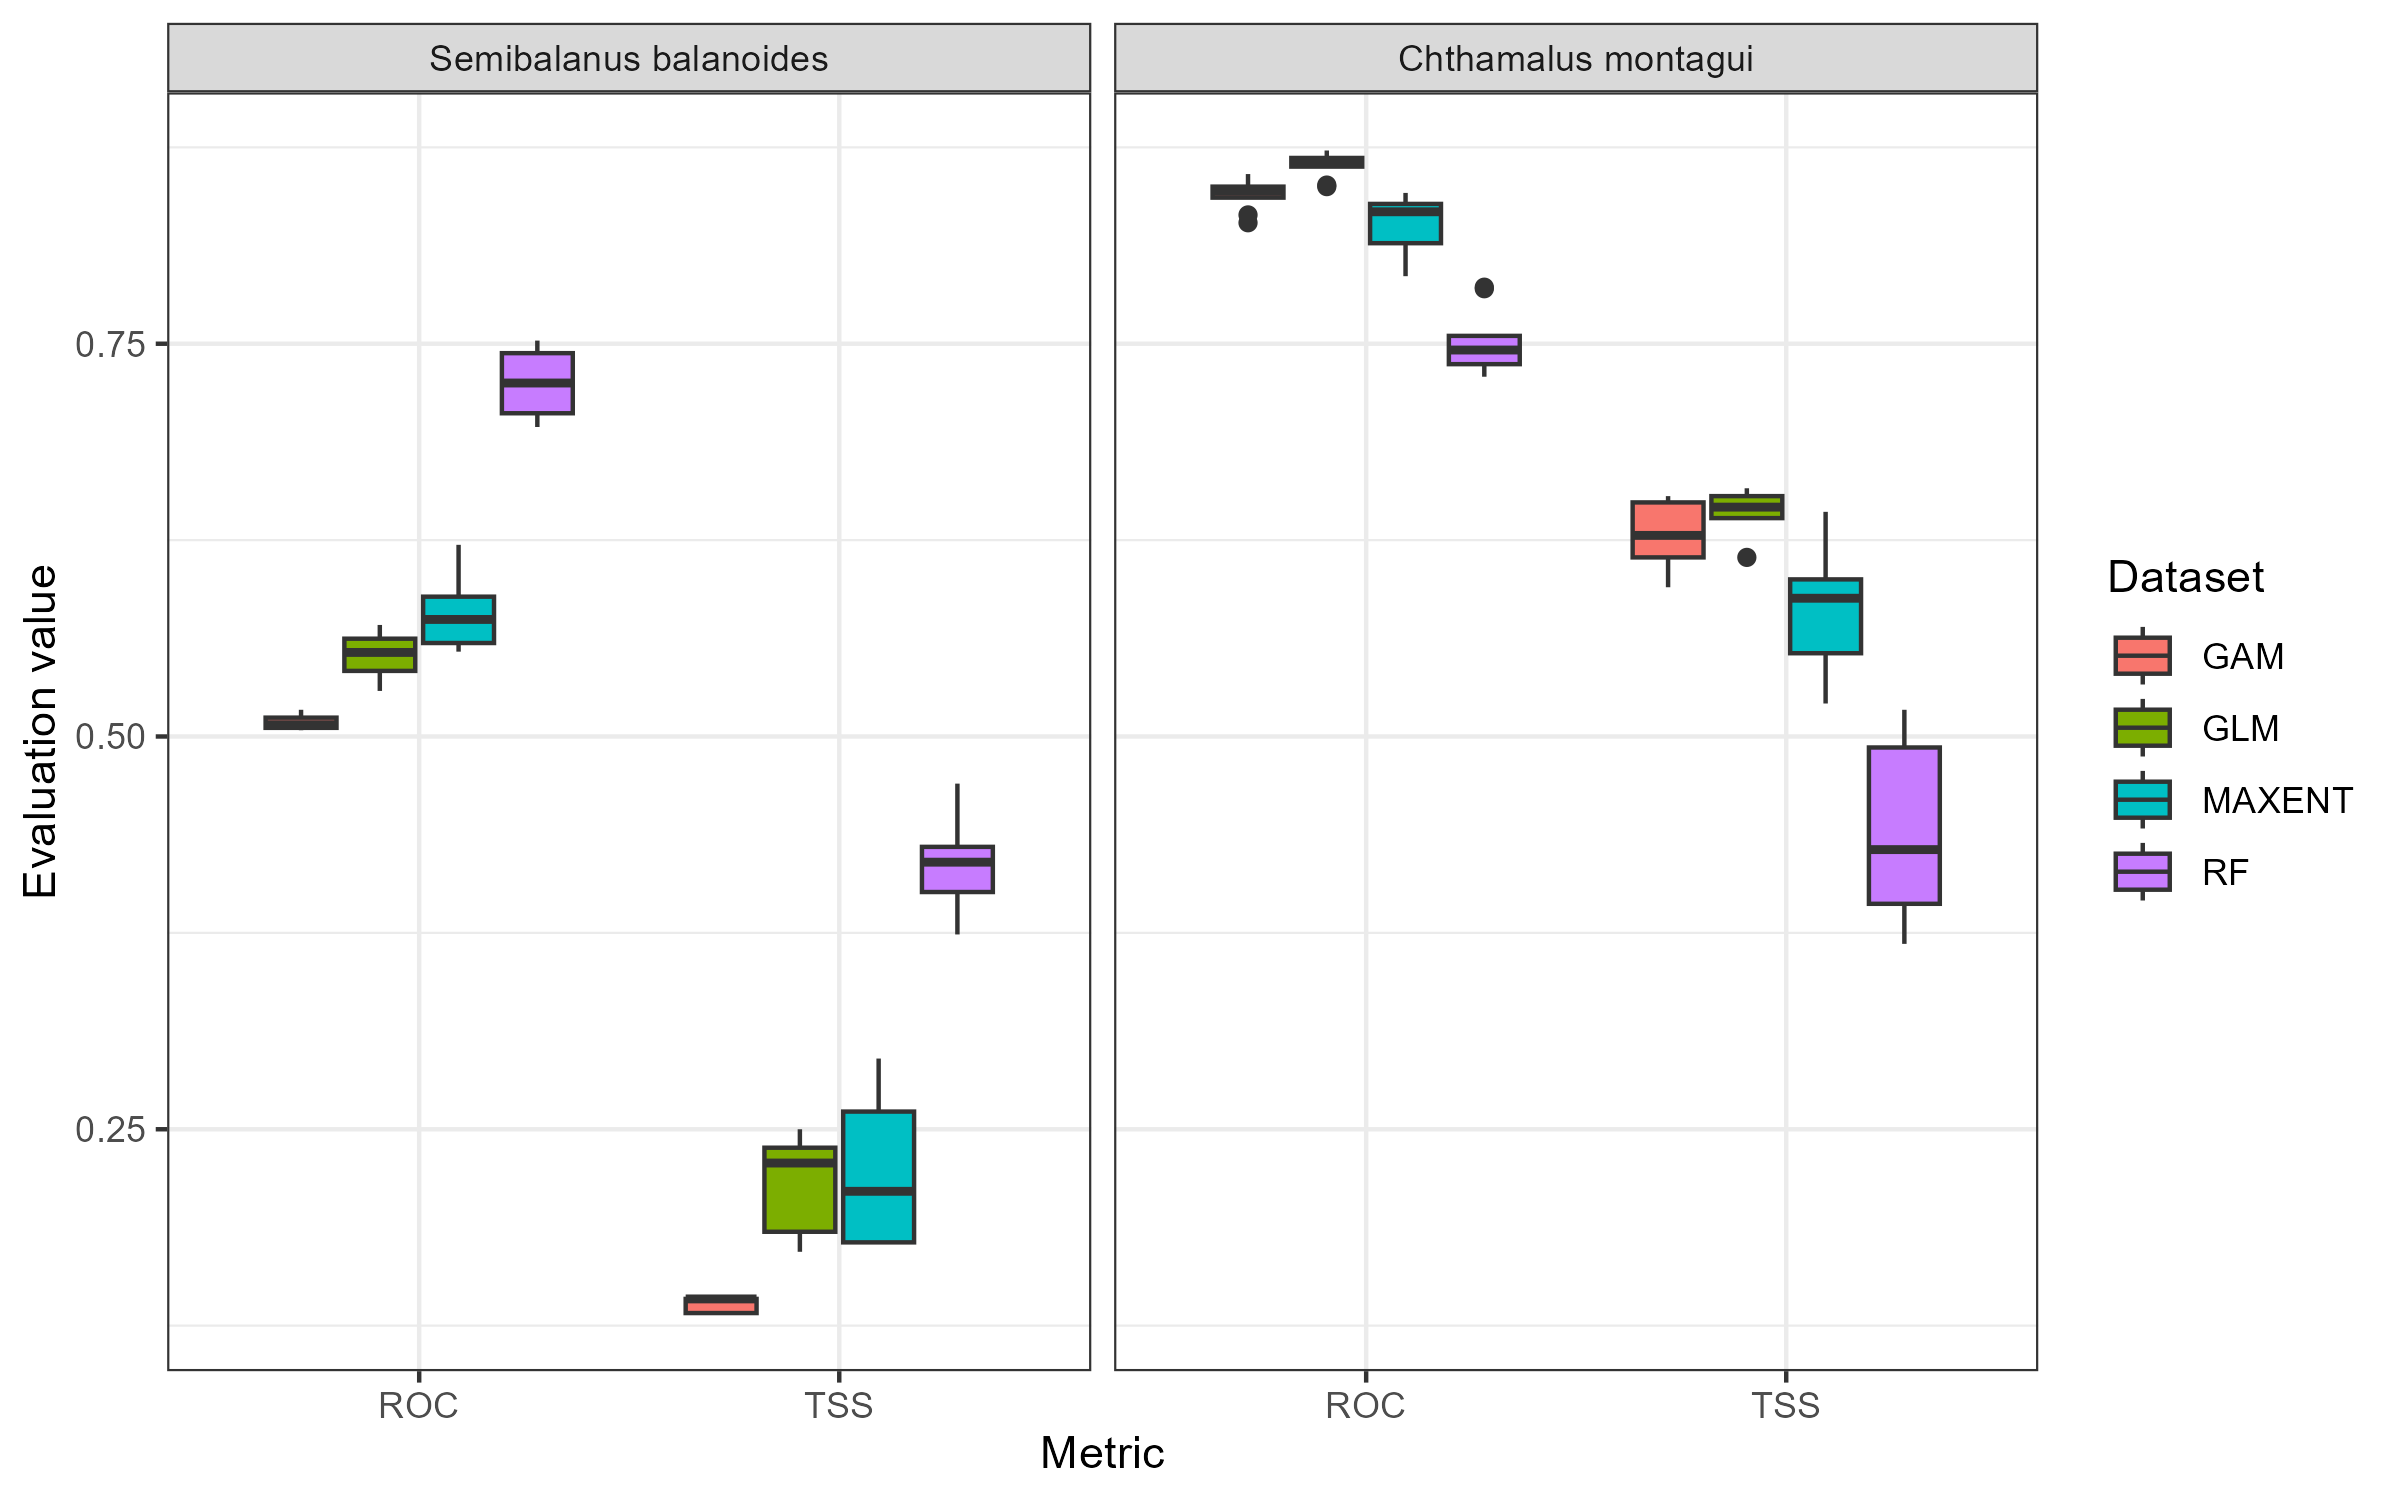 Semibalanus balanoides
Chthamalus montagui
Evaluation value
0.75
0.50
0.25
ROC
TSS
ROC
TSS
Metric
Dataset
GAM
GLM
MAXENT
RF